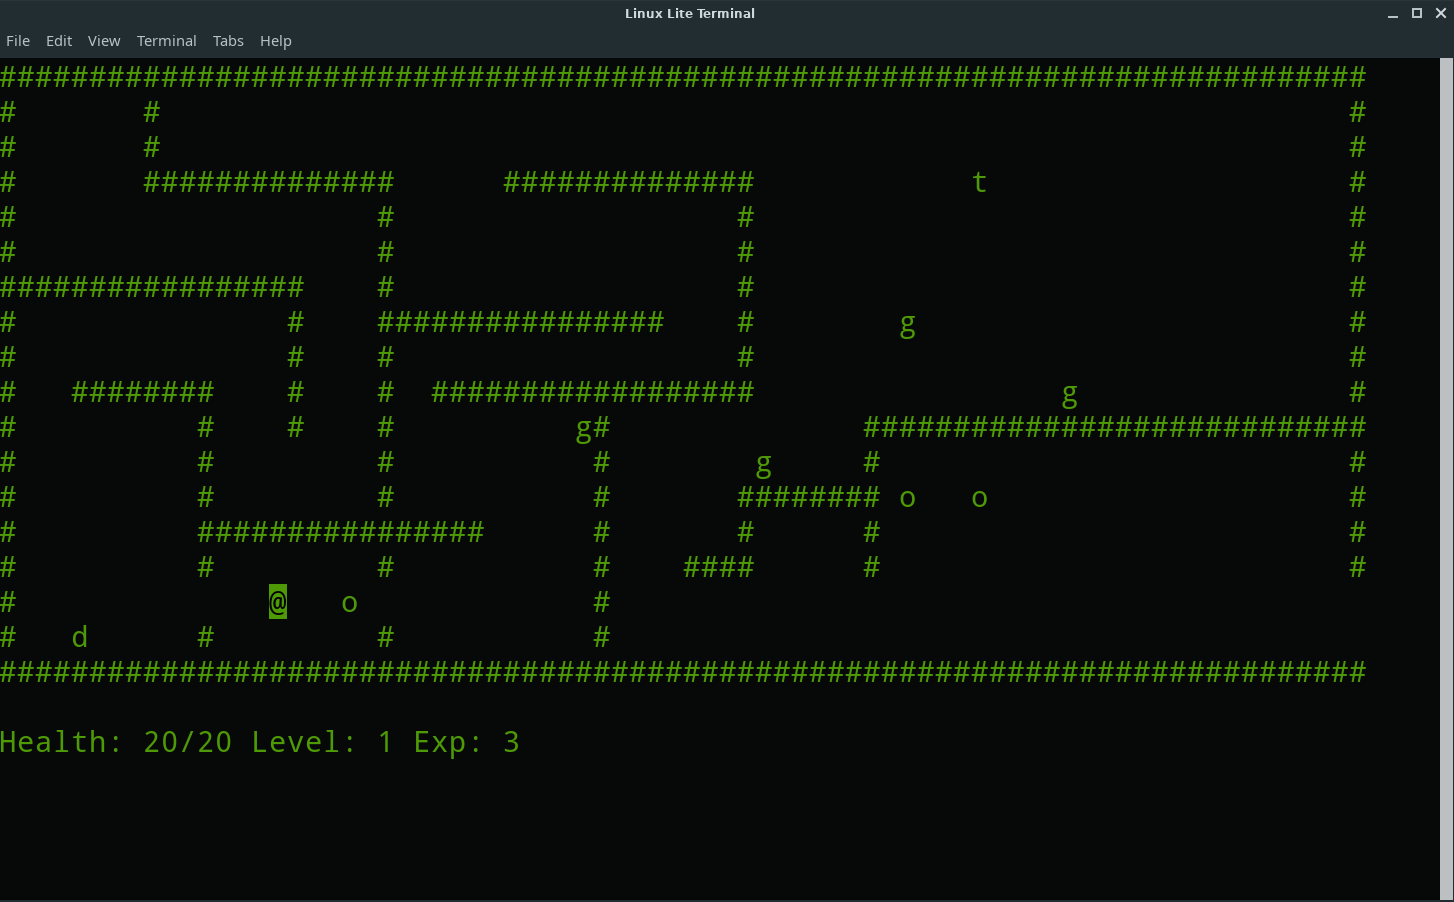 Linux Lite Terminal
File Edit View Terminal Tabs Help
############################################################################
#       #                                                                  #
#       #                                                                  #
#       ##############      ##############            t                    #
#                    #                   #                                 #
#                    #                   #                                 #
#################    #                   #                                 #
#               #    ################    #        g                        #
#               #    #                   #                                 #
#   ########    #    #  ##################                 g               #
#          #    #    #          g#              ############################
#          #         #           #        g     #                          #
#          #         #           #       ######## o   o                    #
#          ################      #       #      #                          #
#          #         #           #    ####      #                          #
#              @   o             #
#   d      #         #           #
############################################################################
Health: 20/20 Level: 1 Exp: 3